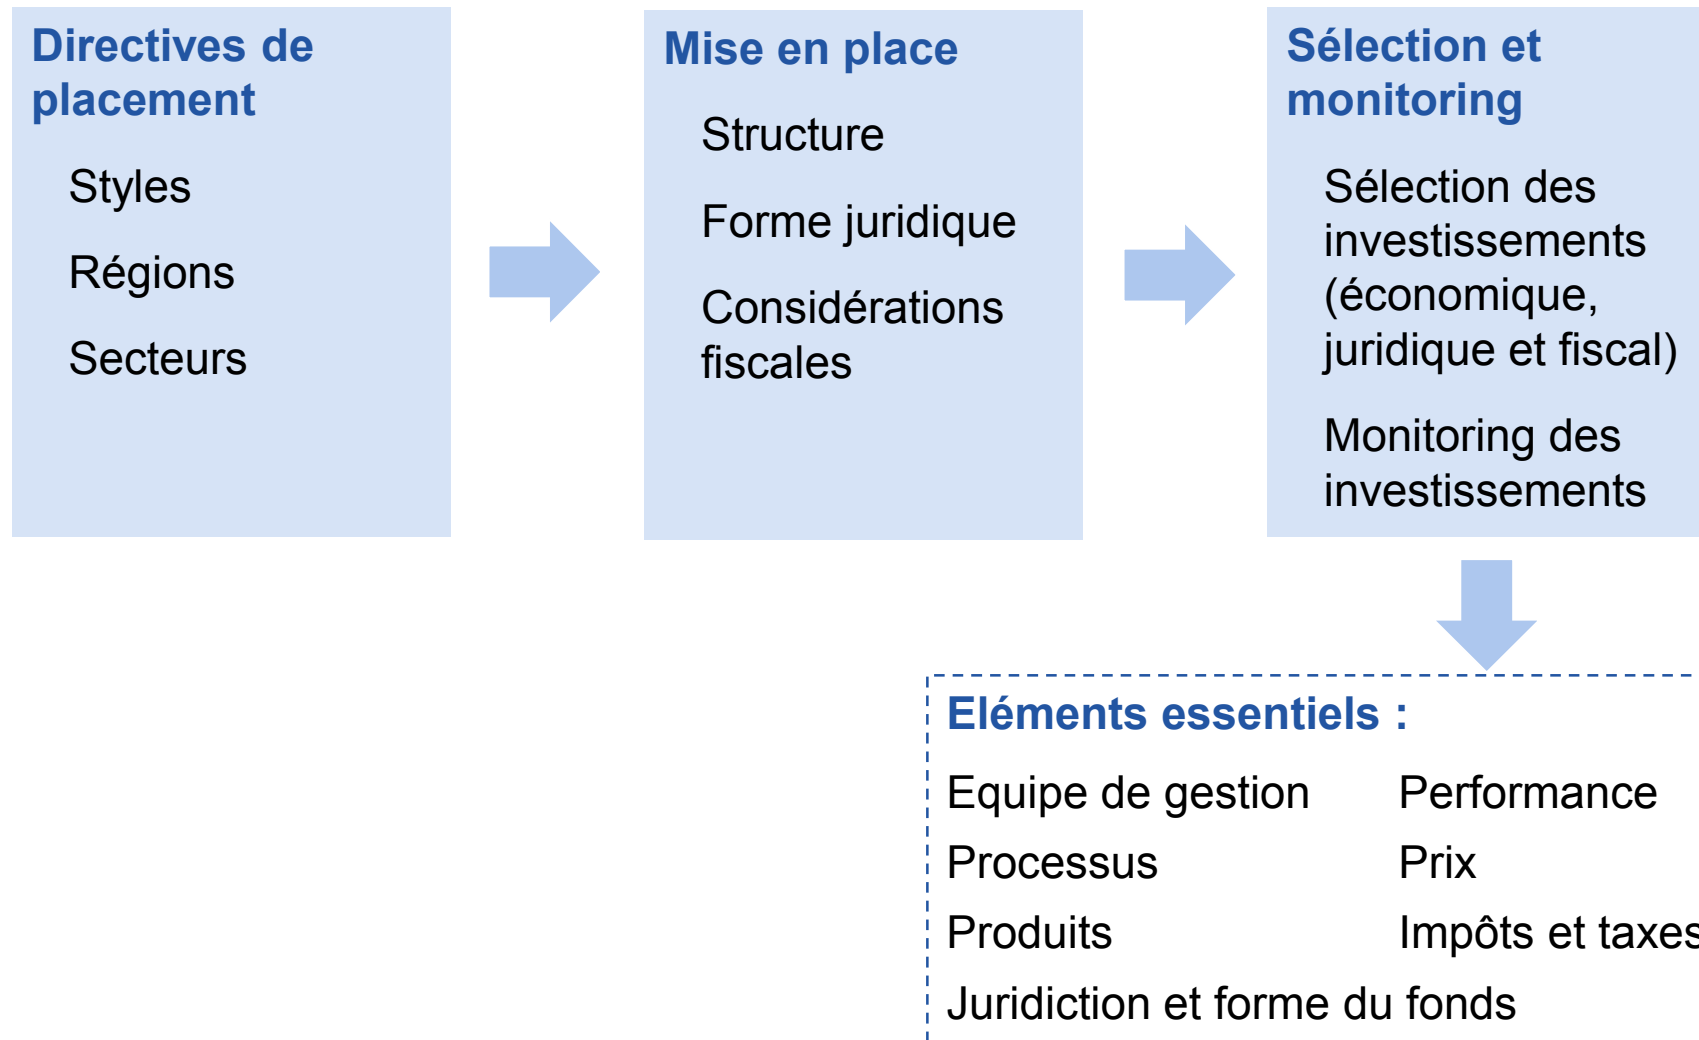 Directives de
placement
Styles
Régions
Secteurs
Mise en place
Structure
Forme juridique
Considérations
fiscales
Sélection et
monitoring
Sélection des
investissements
(économique,
juridique et fiscal)
Monitoring des
investissements
Eléments essentiels :
Equipe de gestion Performance
Processus Prix
Produits Impôts et taxes
Juridiction et forme du fonds